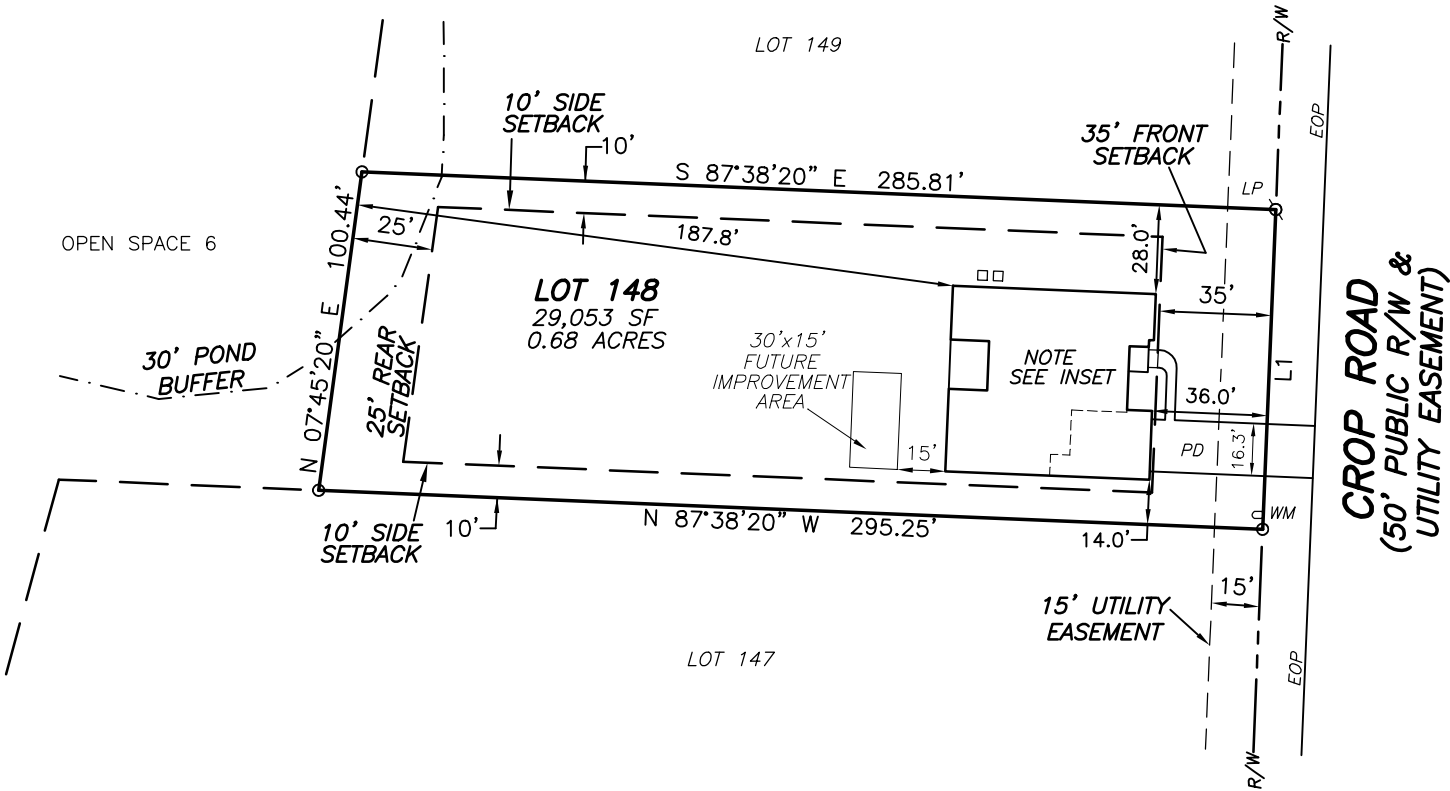 LOT 149
R/W
EOP
10' SIDE
SETBACK
10'
35' FRONT
SETBACK
S 87°38'20" E 285.81'
LP
OPEN SPACE 6
N 07°45'20" E 100.44'
25'
187.8'
28.0'
LOT 148
29,053 SF
0.68 ACRES
35'
30' POND
BUFFER
25' REAR
SETBACK
30'x15'
FUTURE
IMPROVEMENT
AREA
NOTE
SEE INSET
L1
36.0'
15'
PD
16.3'
CROP ROAD
(50' PUBLIC R/W &
UTILITY EASEMENT)
10' SIDE
SETBACK
10'
N 87°38'20" W 295.25'
14.0'
WM
15' UTILITY
EASEMENT
15'
LOT 147
EOP
R/W